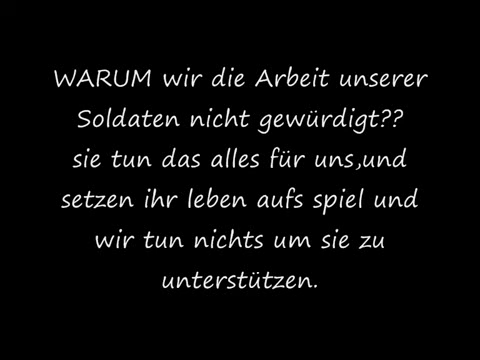 WARUM wir die Arbeit unserer
Soldaten nicht gewürdigt??
sie tun das alles für uns,und
setzen ihr leben aufs spiel und
wir tun nichts um sie zu
unterstützen.